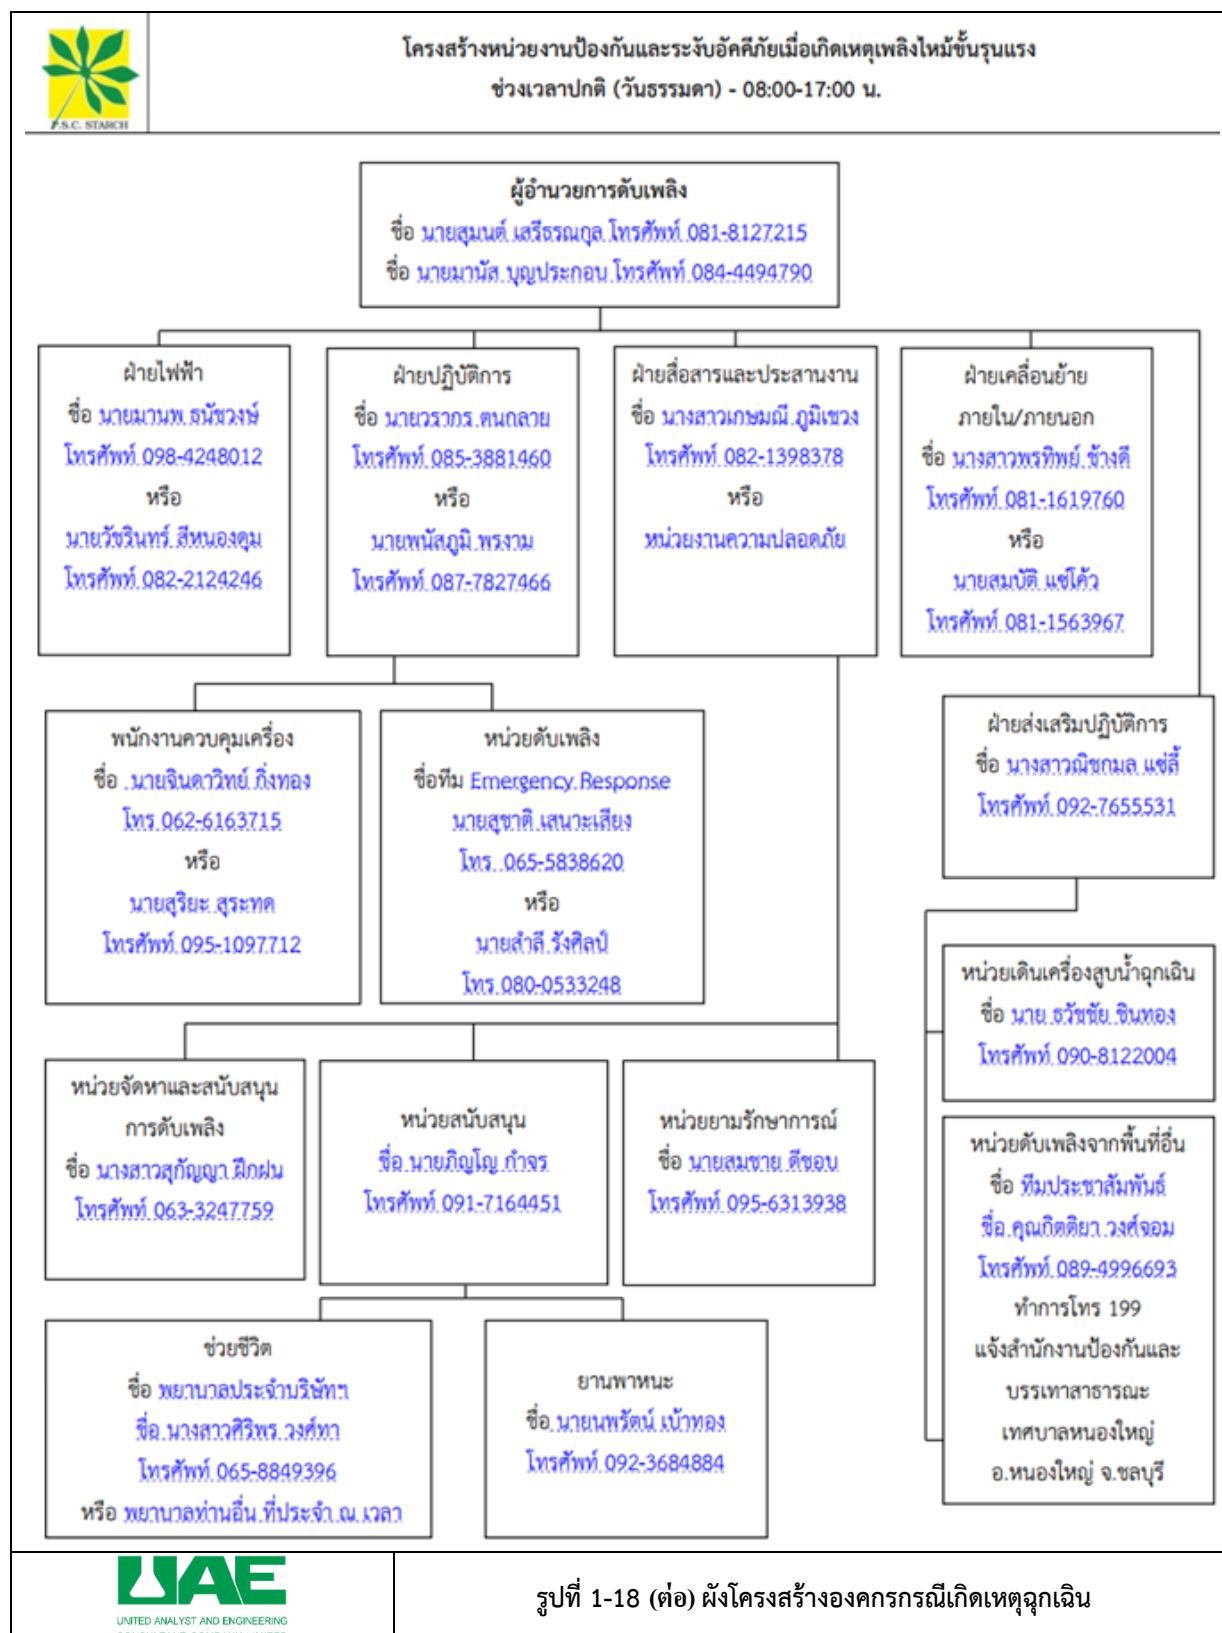 โครงสร้างหน่วยงานป้องกันและระงับอัคคีภัยเมื่อเกิดเหตุเพลิงไหม้ขั้นรุนแรง
ช่วงเวลาปกติ (วันธรรมดา) - 08:00-17:00 น.
P.S.C. STARCH
ผู้อำนวยการดับเพลิง
ชื่อ นายสุมนต์ เสรีธรณกุล โทรศัพท์ 081-8127215
ชื่อ นายมานัส บุญประกอบ โทรศัพท์ 084-4494790
ฝ่ายไฟฟ้า
ชื่อ นายมานพ ธนัชวงษ์
โทรศัพท์ 098-4248012
หรือ
นายวัชรินทร์ สีหนองดุม
โทรศัพท์ 082-2124246
ฝ่ายปฏิบัติการ
ชื่อ นายวรากร ตนกลาย
โทรศัพท์ 085-3881460
หรือ
นายพนัสภูมิ พรงาม
โทรศัพท์ 087-7827466
ฝ่ายสื่อสารและประสานงาน
ชื่อ นางสาวเกษมณี ภูมิเขวง
โทรศัพท์ 082-1398378
หรือ
หน่วยงานความปลอดภัย
ฝ่ายเคลื่อนย้าย
ภายใน/ภายนอก
ชื่อ นางสาวพรทิพย์ ช้างดี
โทรศัพท์ 081-1619760
หรือ
นายสมบัติ แซ่โค้ว
โทรศัพท์ 081-1563967
พนักงานควบคุมเครื่อง
ชื่อ นายจินดาวิทย์ กิ่งทอง
โทร 062-6163715
หรือ
นายสุริยะ สุระทด
โทรศัพท์ 095-1097712
หน่วยดับเพลิง
ชื่อทีม Emergency Response
นายสุชาติ เสนาะเสียง
โทร 065-5838620
หรือ
นายสำลี รังศิลป์
โทร 080-0533248
ฝ่ายส่งเสริมปฏิบัติการ
ชื่อ นางสาวณิชกมล แซ่ลี้
โทรศัพท์ 092-7655531
หน่วยเดินเครื่องสูบน้ำฉุกเฉิน
ชื่อ นาย ธวัชชัย ชินทอง
โทรศัพท์ 090-8122004
หน่วยจัดหาและสนับสนุน
การดับเพลิง
ชื่อ นางสาวสุกัญญา ฝึกฝน
โทรศัพท์ 063-3247759
หน่วยสนับสนุน
ชื่อ นายภิญโญ กำจร
โทรศัพท์ 091-7164451
หน่วยยามรักษาการณ์
ชื่อ นายสมชาย ดีชอบ
โทรศัพท์ 095-6313938
หน่วยดับเพลิงจากพื้นที่อื่น
ชื่อ ทีมประชาสัมพันธ์
ชื่อ คุณกิตติยา วงศ์จอม
โทรศัพท์ 089-4996693
ทำการโทร 199
แจ้งสำนักงานป้องกันและ
บรรเทาสาธารณะ
เทศบาลหนองใหญ่
อ.หนองใหญ่ จ.ชลบุรี
ช่วยชีวิต
ชื่อ พยาบาลประจำบริษัทฯ
ชื่อ นางสาวศิริพร วงศ์ทา
โทรศัพท์ 065-8849396
หรือ พยาบาลท่านอื่น ที่ประจำ ณ เวลา
ยานพาหนะ
ชื่อ นายนพรัตน์ เบ้าทอง
โทรศัพท์ 092-3684884
UAE
UNITED ANALYST AND ENGINEERING
รูปที่ 1-18 (ต่อ) ผังโครงสร้างองคกรกรณีเกิดเหตุฉุกเฉิน